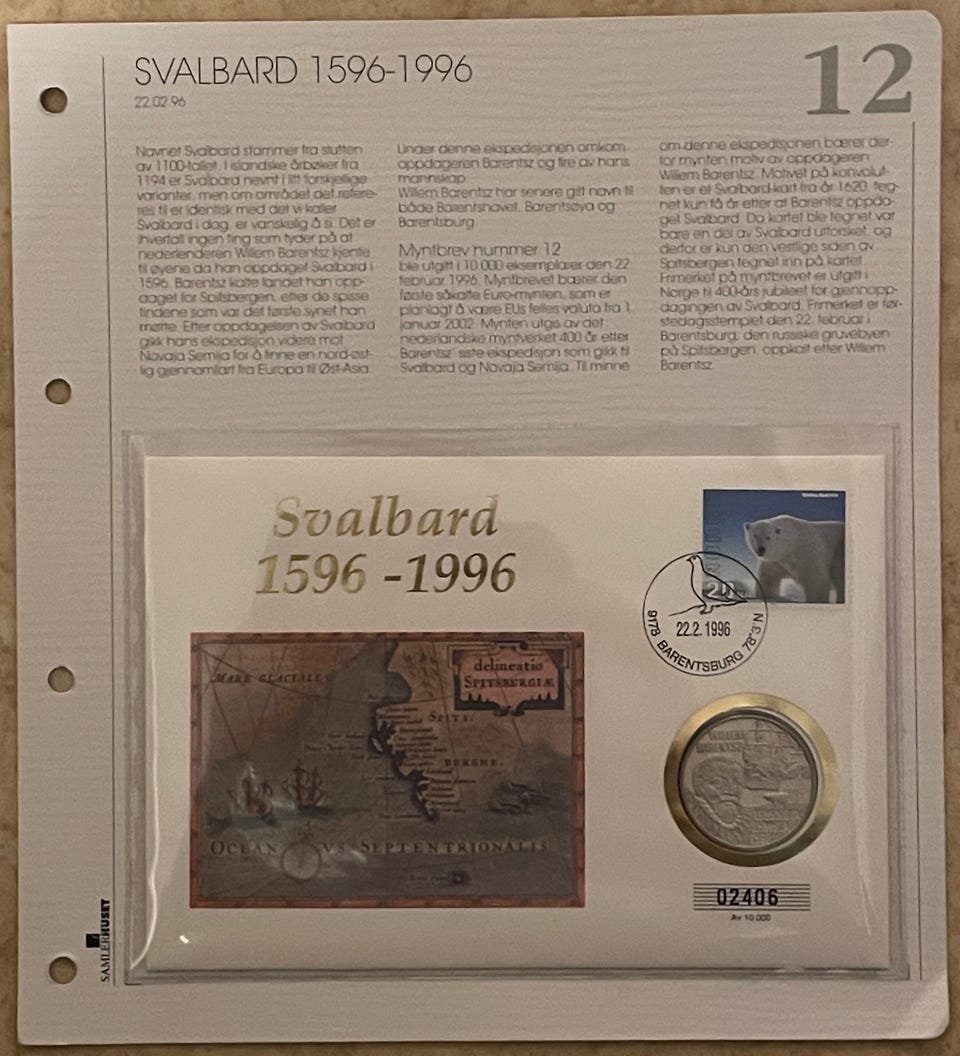 SVALBARD 1596-1996
12
22.02.96
Navnet Svalbard stammer fra slutten
av 1100-tallet. I islandske årbøker fra
1194 er Svalbard nevnt i litt forskjellige
varianter, men om området det refere-
res til er identisk med det vi kaller
Svalbard i dag, er vanskelig å si. Det er
ihvertfall ingen ting som tyder på at
nederlenderen Willem Barentsz kjente
til øyene da han oppdaget Svalbard i
1596. Barentsz kalte landet han opp-
daget for Spitsbergen, etter de spisse
tindene som var det første synet han
møtte. Etter oppdagelsen av Svalbard
gikk hans ekspedisjon videre mot
Novaja Semlja for å finne en nord-øst-
lig gjennomfart fra Europa til Øst-Asia.
Under denne ekspedisjonen omkom
oppdageren Barentsz og fire av hans
mannskap.
Willem Barentsz har senere gitt navn til
både Barentshavet, Barentsøya og
Barentsburg.
Myntbrev nummer 12
ble utgitt i 10.000 eksemplarer den 22.
februar 1996. Myntbrevet bærer den
første såkalte Euro-mynten, som er
planlagt å være EUs felles valuta fra 1.
januar 2002. Mynten utgis av det
nederlandske myntverket 400 år etter
Barentsz' siste ekspedisjon som gikk til
Svalbard og Novaja Semlja. Til minne
om denne ekspedisjonen bærer der-
for mynten motiv av oppdageren
Willem Barentsz. Motivet på konvolut-
ten er et Svalbard-kart fra år 1620, teg-
net kun få år etter at Barentsz oppda-
get Svalbard. Da kartet ble tegnet var
bare en del av Svalbard utforsket, og
derfor er kun den vestlige siden av
Spitsbergen tegnet inn på kartet.
Frimerket på myntbrevet er utgitt i
Norge til 400-års jubileet for gjennopp-
dagingen av Svalbard. Frimerket er før-
stedagsstemplet den 22. februar i
Barentsburg, den russiske gruvebyen
på Spitsbergen, oppkalt etter Willem
Barentsz.
Svalbard
1596 -1996
20
22.2.1996
9178 BARENTSBURG 78°3'N
MARE GLACIALE
delineatio
SPITSBERGIÆ
SPITS
BERGHE.
OCEAN VS SEPTENTRIONALIS
WILLEM
BARENTSZ
02406
Av 10.000
SAMLERHUSET